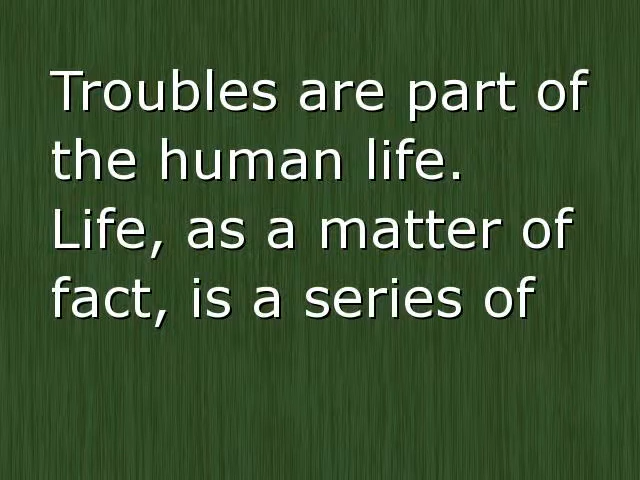 Troubles are part of
the human life.
Life, as a matter of
fact, is a series of